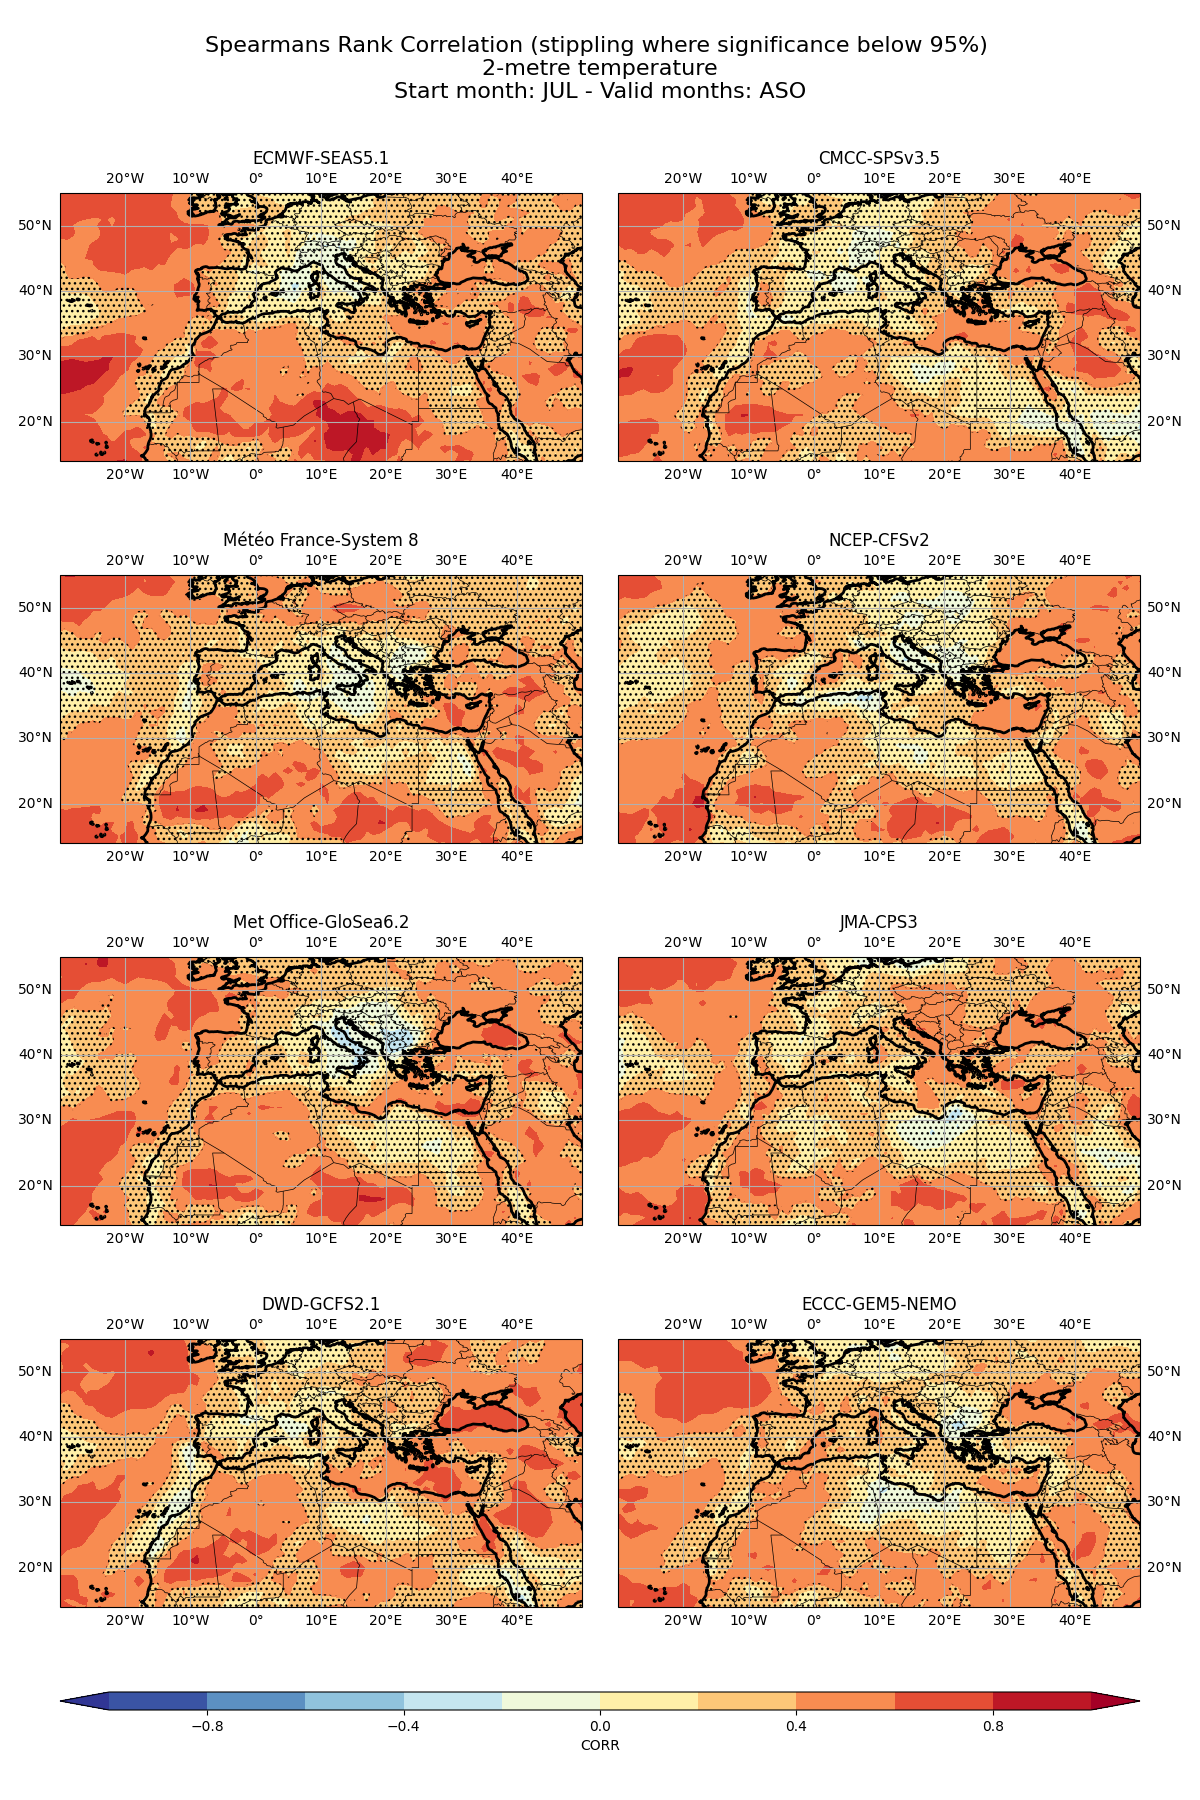 Spearmans Rank Correlation (stippling where significance below 95%)
2-metre temperature
Start month: JUL - Valid months: ASO
ECMWF-SEAS5.1
20°W 10°W 0° 10°E 20°E 30°E 40°E
50°N
40°N
30°N
20°N
20°W 10°W 0° 10°E 20°E 30°E 40°E
CMCC-SPSv3.5
20°W 10°W 0° 10°E 20°E 30°E 40°E
50°N
40°N
30°N
20°N
20°W 10°W 0° 10°E 20°E 30°E 40°E
Météo France-System 8
20°W 10°W 0° 10°E 20°E 30°E 40°E
50°N
40°N
30°N
20°N
20°W 10°W 0° 10°E 20°E 30°E 40°E
NCEP-CFSv2
20°W 10°W 0° 10°E 20°E 30°E 40°E
50°N
40°N
30°N
20°N
20°W 10°W 0° 10°E 20°E 30°E 40°E
Met Office-GloSea6.2
20°W 10°W 0° 10°E 20°E 30°E 40°E
50°N
40°N
30°N
20°N
20°W 10°W 0° 10°E 20°E 30°E 40°E
JMA-CPS3
20°W 10°W 0° 10°E 20°E 30°E 40°E
50°N
40°N
30°N
20°N
20°W 10°W 0° 10°E 20°E 30°E 40°E
DWD-GCFS2.1
20°W 10°W 0° 10°E 20°E 30°E 40°E
50°N
40°N
30°N
20°N
20°W 10°W 0° 10°E 20°E 30°E 40°E
ECCC-GEM5-NEMO
20°W 10°W 0° 10°E 20°E 30°E 40°E
50°N
40°N
30°N
20°N
20°W 10°W 0° 10°E 20°E 30°E 40°E
−0.8 −0.4 0.0 0.4 0.8
CORR